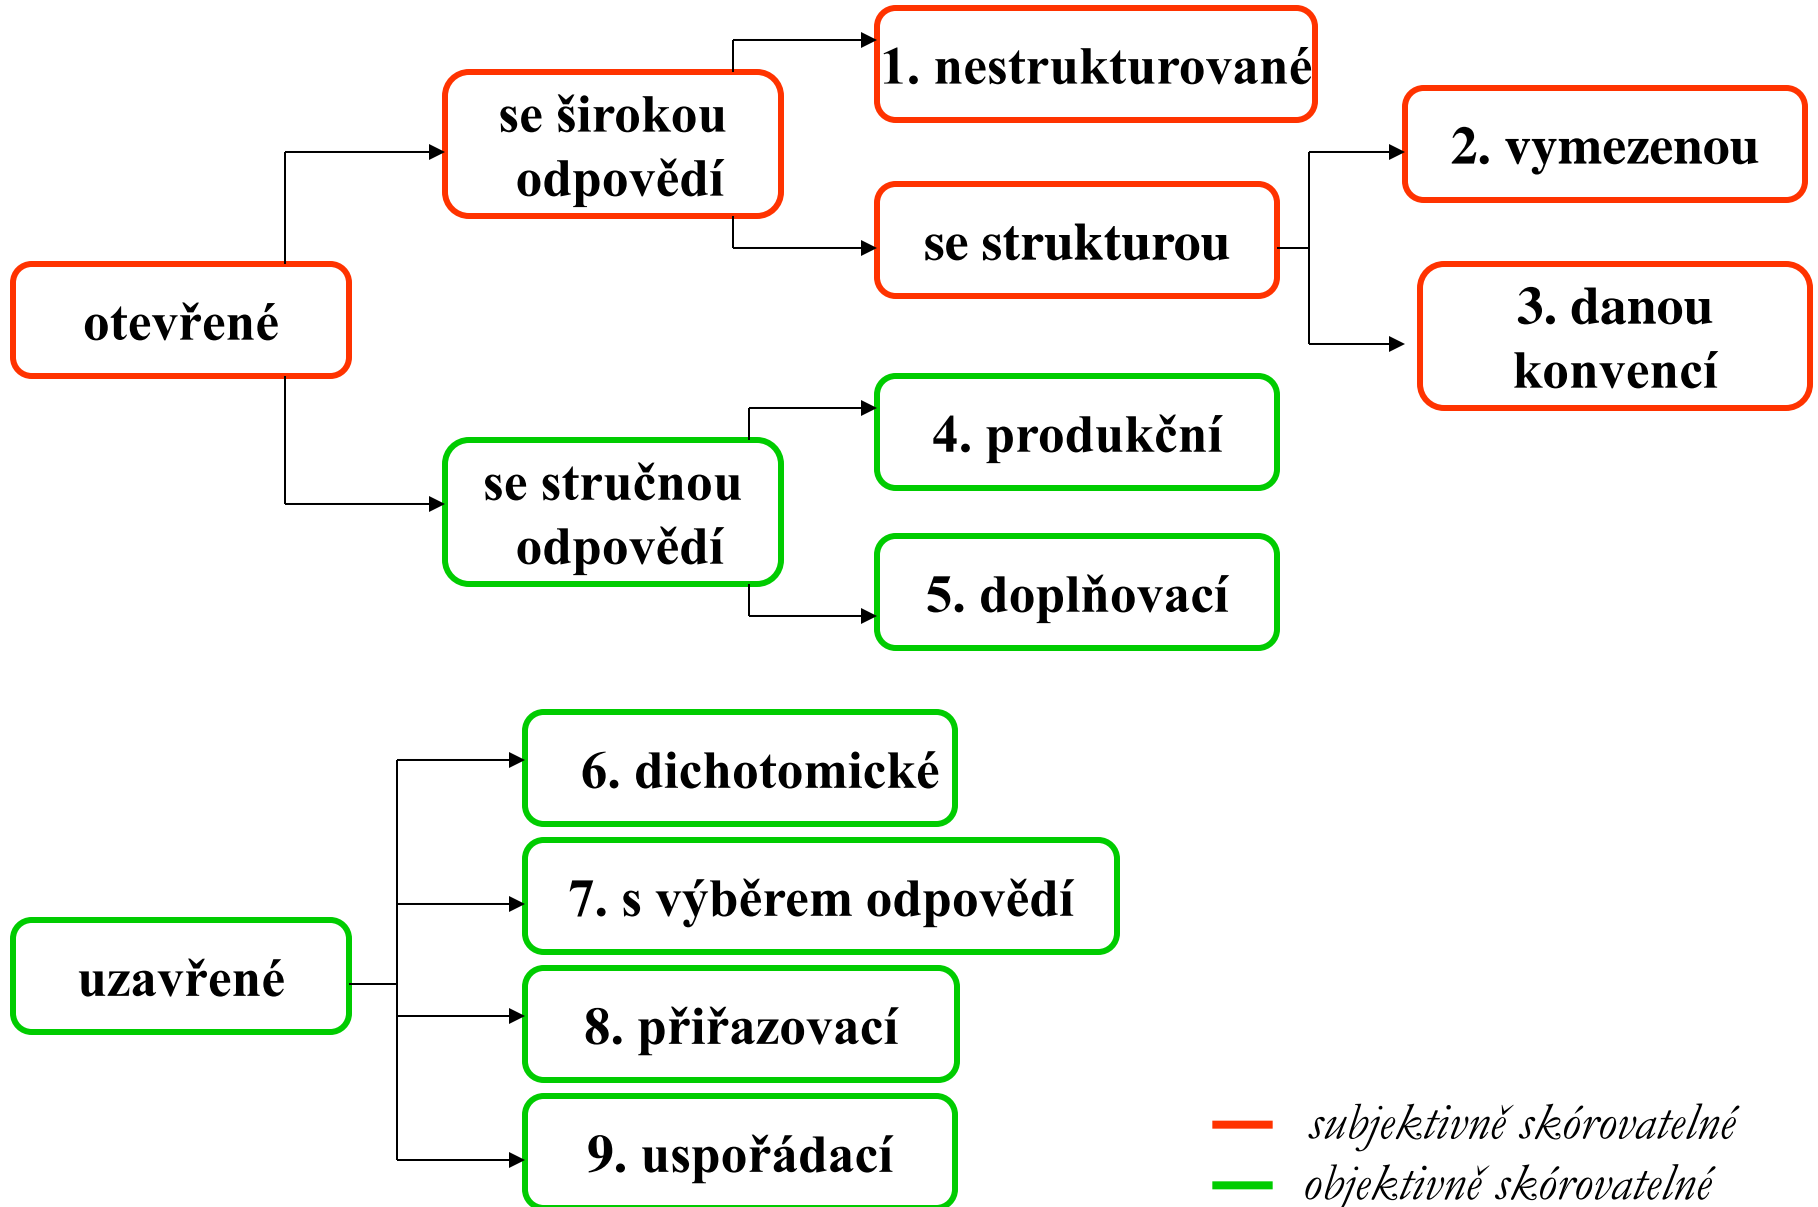 1. nestrukturované
se širokou
odpovědí
2. vymezenou
se strukturou
otevřené
3. danou
konvencí
4. produkční
se stručnou
odpovědí
5. doplňovací
6. dichotomické
7. s výběrem odpovědí
uzavřené
8. přiřazovací
9. uspořádací
subjektivně skórovatelné
objektivně skórovatelné